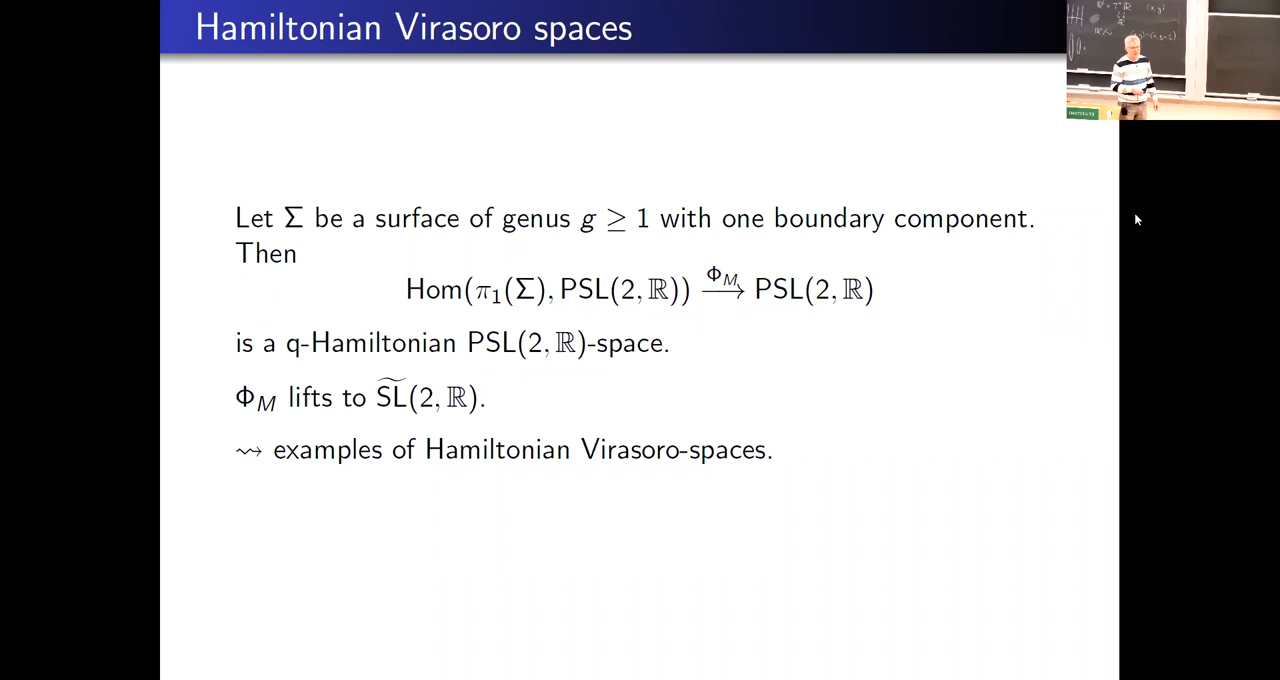 Hamiltonian Virasoro spaces
Let Σ be a surface of genus g ≥ 1 with one boundary component.
Then
Hom(π₁(Σ), PSL(2, ℝ)) —Φ_M→ PSL(2, ℝ)
is a q-Hamiltonian PSL(2, ℝ)-space.
Φ_M lifts to S͠L(2, ℝ).
⇝ examples of Hamiltonian Virasoro-spaces.